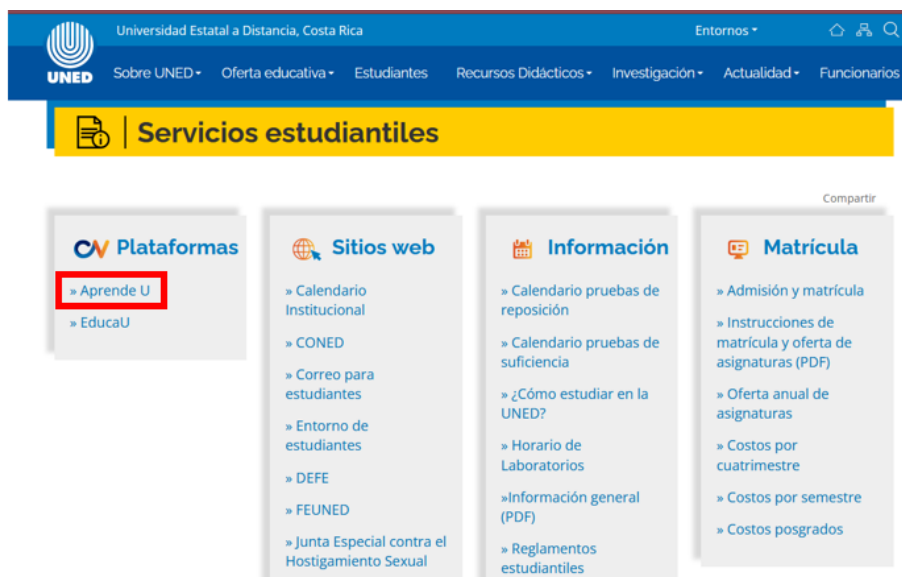 Universidad Estatal a Distancia, Costa Rica
Entornos
UNED
Sobre UNED
Oferta educativa
Estudiantes
Recursos Didácticos
Investigación
Actualidad
Funcionarios
Servicios estudiantiles
Compartir
Plataformas
» Aprende U
» EducaU
Sitios web
» Calendario
Institucional
» CONED
» Correo para
estudiantes
» Entorno de
estudiantes
» DEFE
» FEUNED
» Junta Especial contra el
Hostigamiento Sexual
Información
» Calendario pruebas de
reposición
» Calendario pruebas de
suficiencia
» ¿Cómo estudiar en la
UNED?
» Horario de
Laboratorios
»Información general
(PDF)
» Reglamentos
estudiantiles
Matrícula
» Admisión y matrícula
» Instrucciones de
matrícula y oferta de
asignaturas (PDF)
» Oferta anual de
asignaturas
» Costos por
cuatrimestre
» Costos por semestre
» Costos posgrados